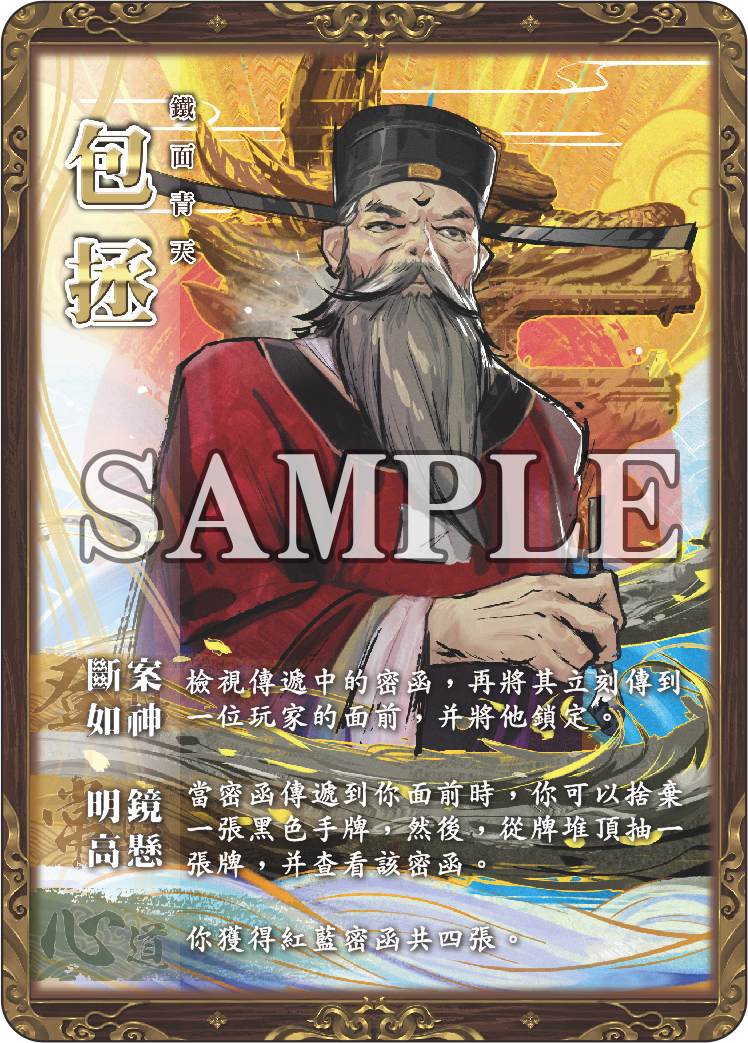 鐵面青天
包拯
SAMPLE
登
斷案
如神
檢視傳遞中的密函，再將其立刻傳到
一位玩家的面前，并將他鎖定。
常
明鏡
高懸
當密函傳遞到你面前時，你可以捨棄
一張黑色手牌，然後，從牌堆頂抽一
張牌，并查看該密函。
心道
你獲得紅藍密函共四張。